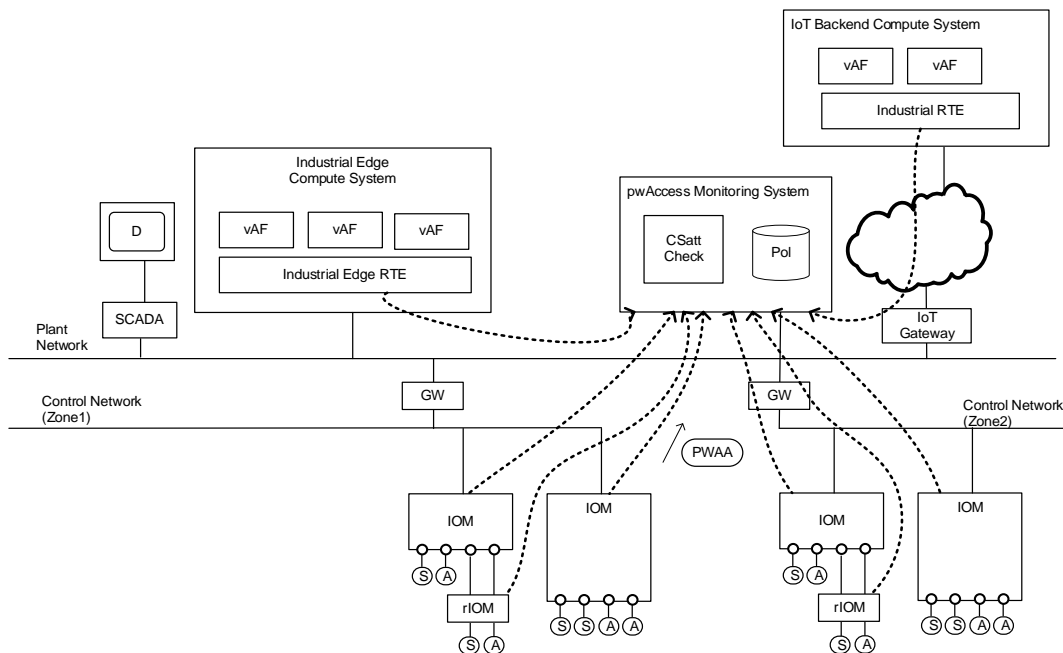 IoT Backend Compute System
vAF
vAF
Industrial RTE
Industrial Edge
Compute System
vAF
vAF
vAF
Industrial Edge RTE
pwAccess Monitoring System
CSatt
Check
Pol
D
SCADA
IoT
Gateway
Plant
Network
GW
GW
Control Network
(Zone1)
Control Network
(Zone2)
PWAA
IOM
IOM
IOM
IOM
S
A
S
A
rIOM
rIOM
S
S
A
A
S
S
A
A
S
A
S
A